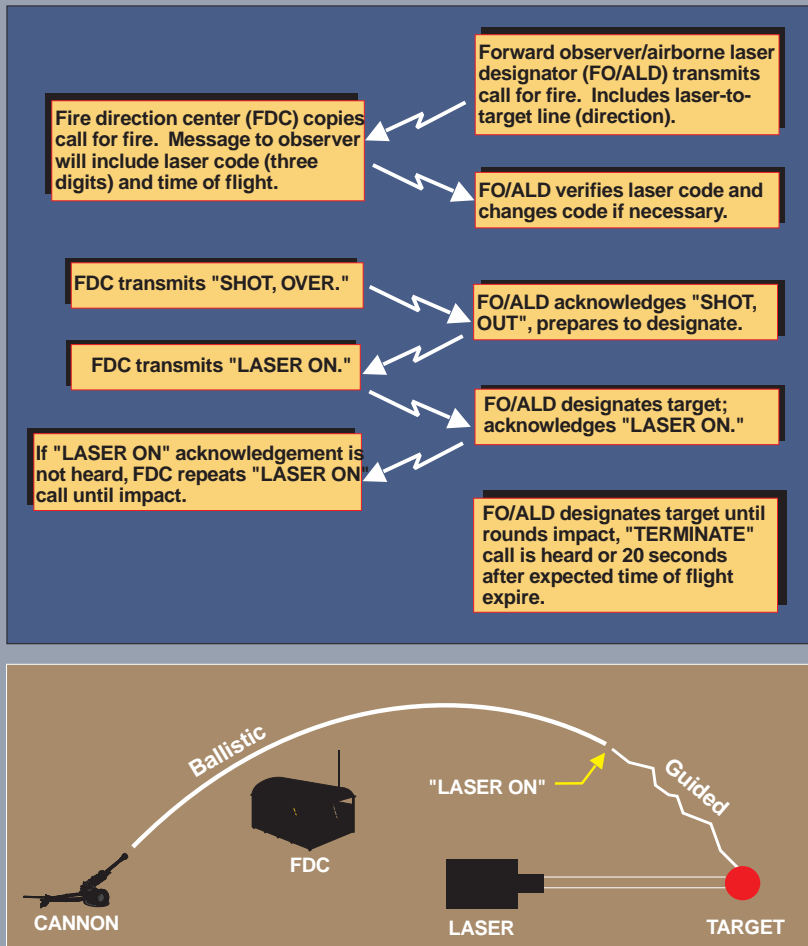 Forward observer/airborne laser
designator (FO/ALD) transmits
call for fire. Includes laser-to-
target line (direction).
Fire direction center (FDC) copies
call for fire. Message to observer
will include laser code (three
digits) and time of flight.
FO/ALD verifies laser code and
changes code if necessary.
FDC transmits "SHOT, OVER."
FO/ALD acknowledges "SHOT,
OUT", prepares to designate.
FDC transmits "LASER ON."
FO/ALD designates target;
acknowledges "LASER ON."
If "LASER ON" acknowledgement is
not heard, FDC repeats "LASER ON"
call until impact.
FO/ALD designates target until
rounds impact, "TERMINATE"
call is heard or 20 seconds
after expected time of flight
expire.
Ballistic
"LASER ON"
Guided
FDC
CANNON
LASER
TARGET